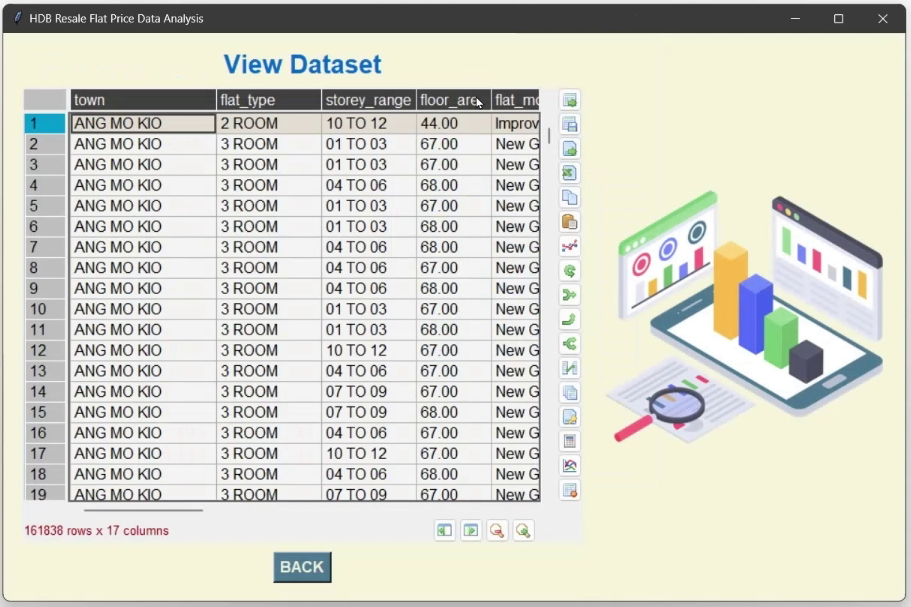 HDB Resale Flat Price Data Analysis
View Dataset
town flat_type storey_range floor_are flat_mo
1 ANG MO KIO 2 ROOM 10 TO 12 44.00 Improv
2 ANG MO KIO 3 ROOM 01 TO 03 67.00 New G
3 ANG MO KIO 3 ROOM 01 TO 03 67.00 New G
4 ANG MO KIO 3 ROOM 04 TO 06 68.00 New G
5 ANG MO KIO 3 ROOM 01 TO 03 67.00 New G
6 ANG MO KIO 3 ROOM 01 TO 03 68.00 New G
7 ANG MO KIO 3 ROOM 04 TO 06 68.00 New G
8 ANG MO KIO 3 ROOM 04 TO 06 67.00 New G
9 ANG MO KIO 3 ROOM 04 TO 06 68.00 New G
10 ANG MO KIO 3 ROOM 01 TO 03 67.00 New G
11 ANG MO KIO 3 ROOM 01 TO 03 68.00 New G
12 ANG MO KIO 3 ROOM 10 TO 12 67.00 New G
13 ANG MO KIO 3 ROOM 04 TO 06 67.00 New G
14 ANG MO KIO 3 ROOM 07 TO 09 67.00 New G
15 ANG MO KIO 3 ROOM 07 TO 09 68.00 New G
16 ANG MO KIO 3 ROOM 04 TO 06 67.00 New G
17 ANG MO KIO 3 ROOM 10 TO 12 67.00 New G
18 ANG MO KIO 3 ROOM 04 TO 06 68.00 New G
19 ANG MO KIO 3 ROOM 07 TO 09 67.00 New G
161838 rows x 17 columns
BACK